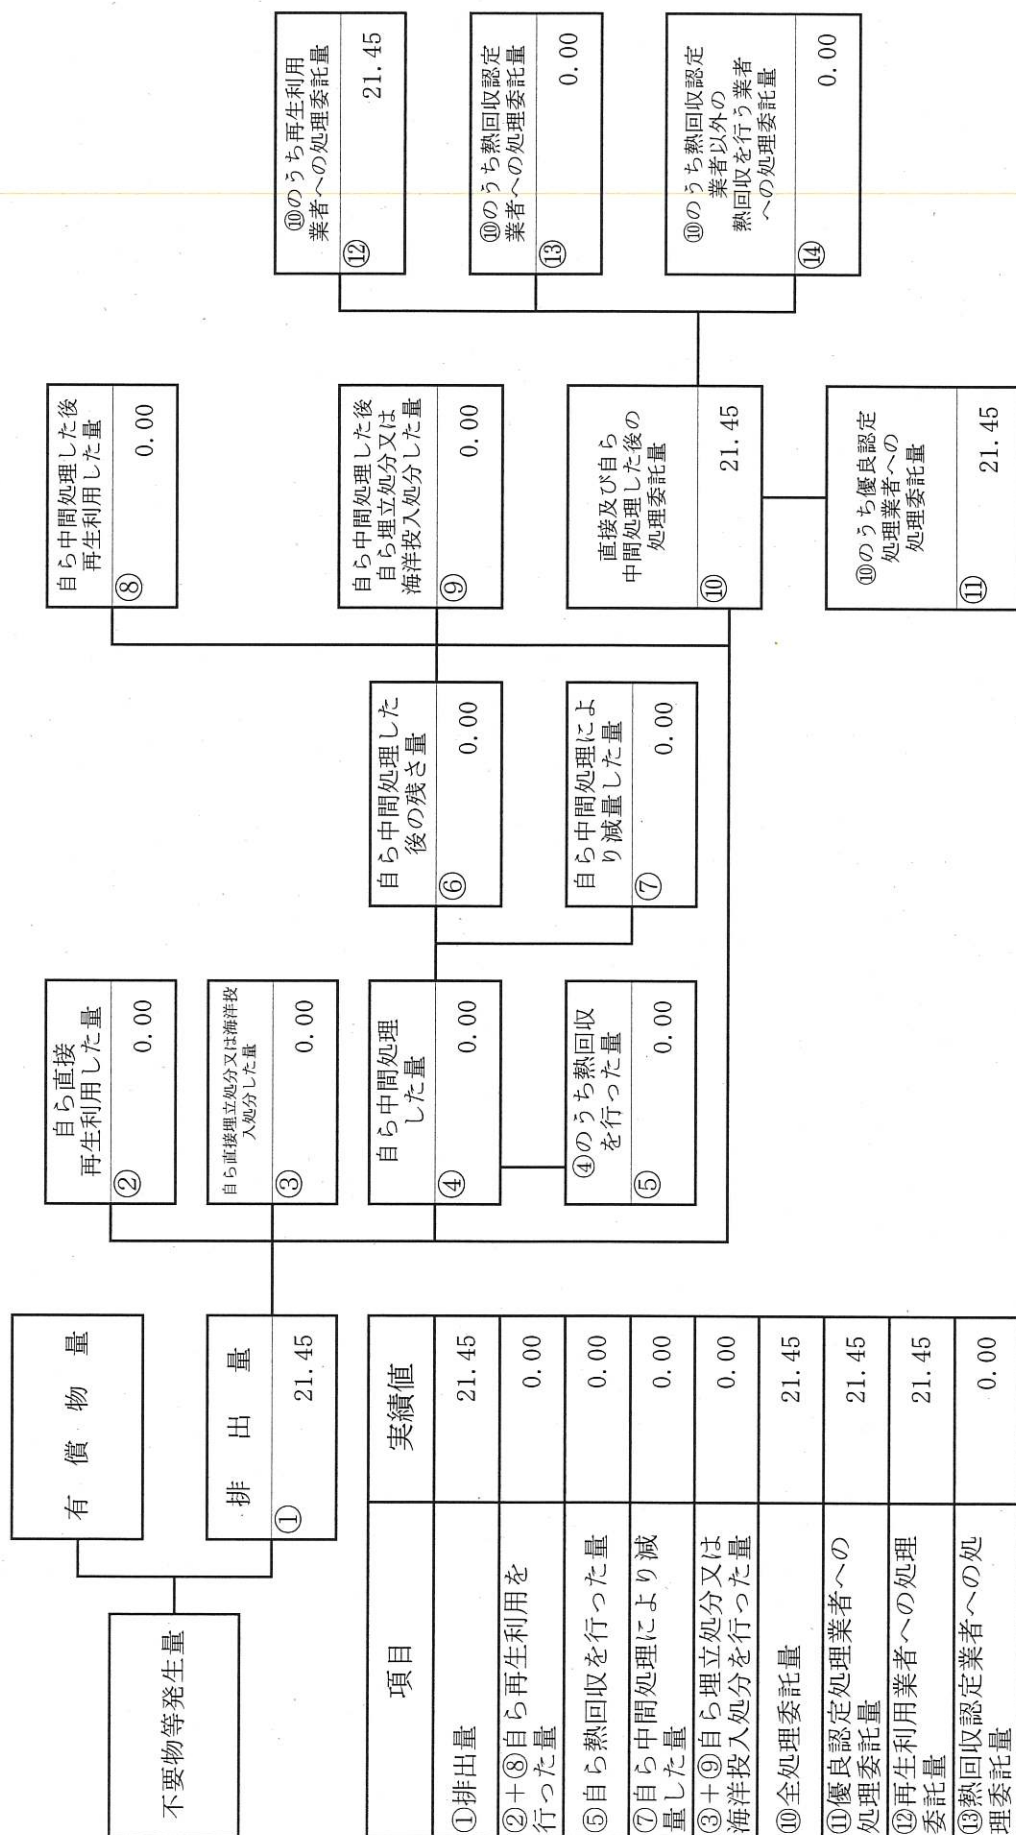 不要物等発生量
有償物量
排出量
①
21.45
自ら直接
再生利用した量
②
0.00
自ら直接埋立処分又は海洋投
入処分した量
③
0.00
自ら中間処理
した量
④
0.00
④のうち熱回収
を行った量
⑤
0.00
自ら中間処理した
後の残さ量
⑥
0.00
自ら中間処理によ
り減量した量
⑦
0.00
自ら中間処理した後
再生利用した量
⑧
0.00
自ら中間処理した後
自ら埋立処分又は
海洋投入処分した量
⑨
0.00
直接及び自ら
中間処理した後の
処理委託量
⑩
21.45
⑩のうち優良認定
処理業者への
処理委託量
⑪
21.45
⑩のうち再生利用
業者への処理委託量
⑫
21.45
⑩のうち熱回収認定
業者への処理委託量
⑬
0.00
⑩のうち熱回収認定
業者以外の
熱回収を行う業者
への処理委託量
⑭
0.00
項目
実績値
①排出量
21.45
②+⑧自ら再生利用を
行った量
0.00
⑤自ら熱回収を行った量
0.00
⑦自ら中間処理により減
量した量
0.00
③+⑨自ら埋立処分又は
海洋投入処分を行った量
0.00
⑩全処理委託量
21.45
⑪優良認定処理業者への
処理委託量
21.45
⑫再生利用業者への処理
委託量
21.45
⑬熱回収認定業者への処
理委託量
0.00